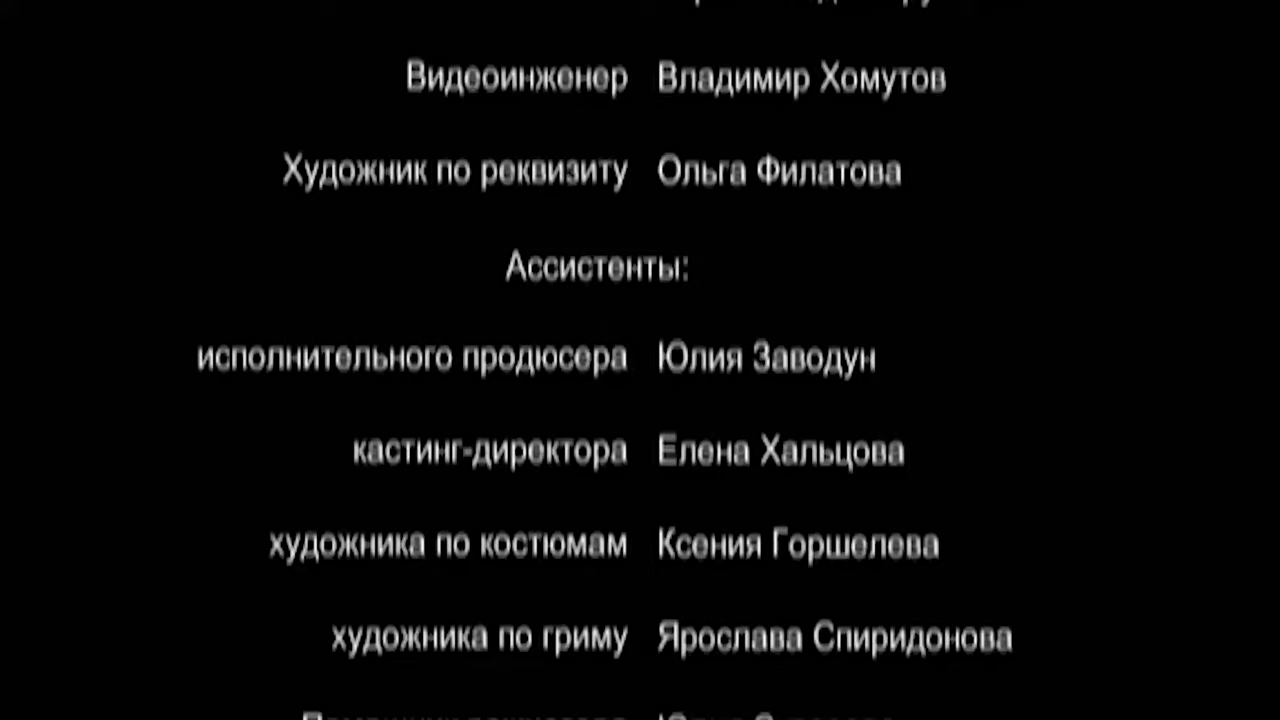 Видеоинженер Владимир Хомутов
Художник по реквизиту Ольга Филатова
Ассистенты:
исполнительного продюсера Юлия Заводун
кастинг-директора Елена Хальцова
художника по костюмам Ксения Горшелева
художника по гриму Ярослава Спиридонова